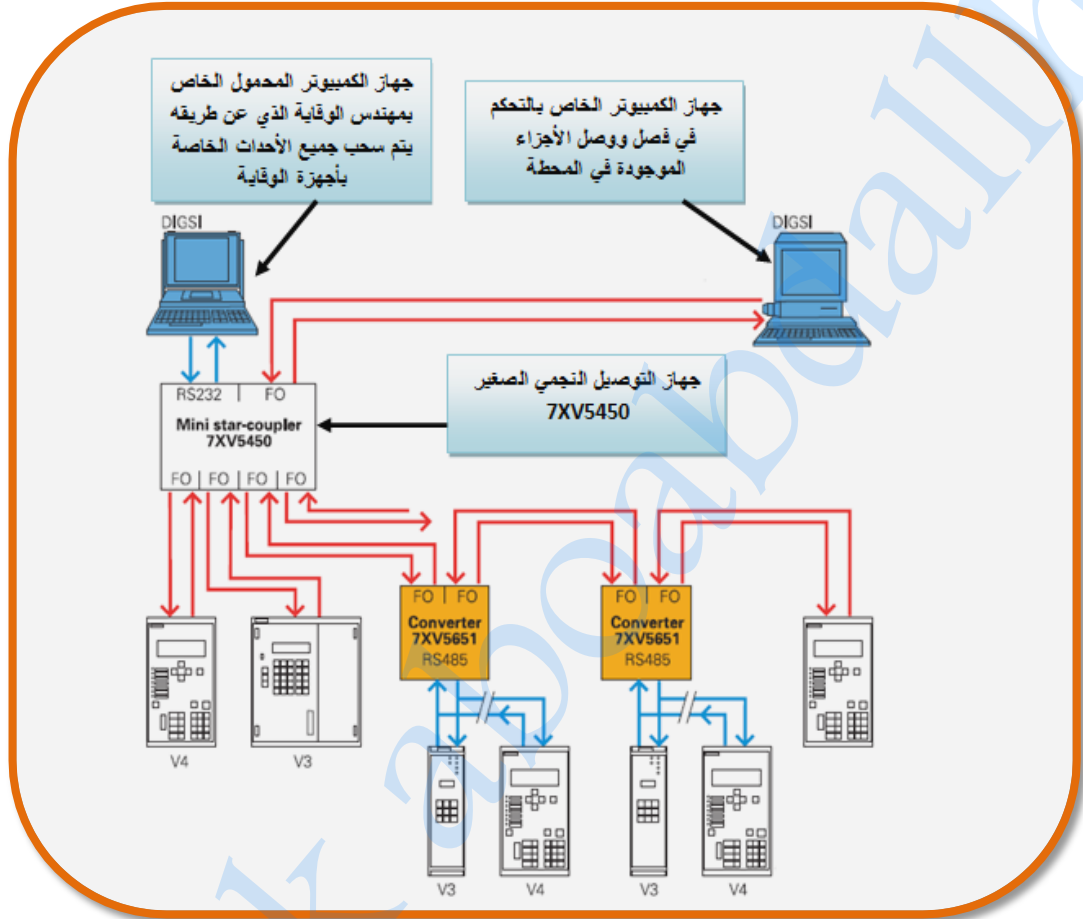 جهاز الكمبيوتر المحمول الخاص
بمهندس الوقاية الذي عن طريقه
يتم سحب جميع الأحداث الخاصة
بأجهزة الوقاية
جهاز الكمبيوتر الخاص بالتحكم
في فصل ووصل الأجزاء
الموجودة في المحطة
DIGSI
DIGSI
RS232 | FO
Mini star-coupler
7XV5450
FO | FO | FO | FO
جهاز التوصيل النجمي الصغير
7XV5450
FO | FO
Converter
7XV5651
RS485
FO | FO
Converter
7XV5651
RS485
V4
V3
V3
V4
V3
V4
k aboaball